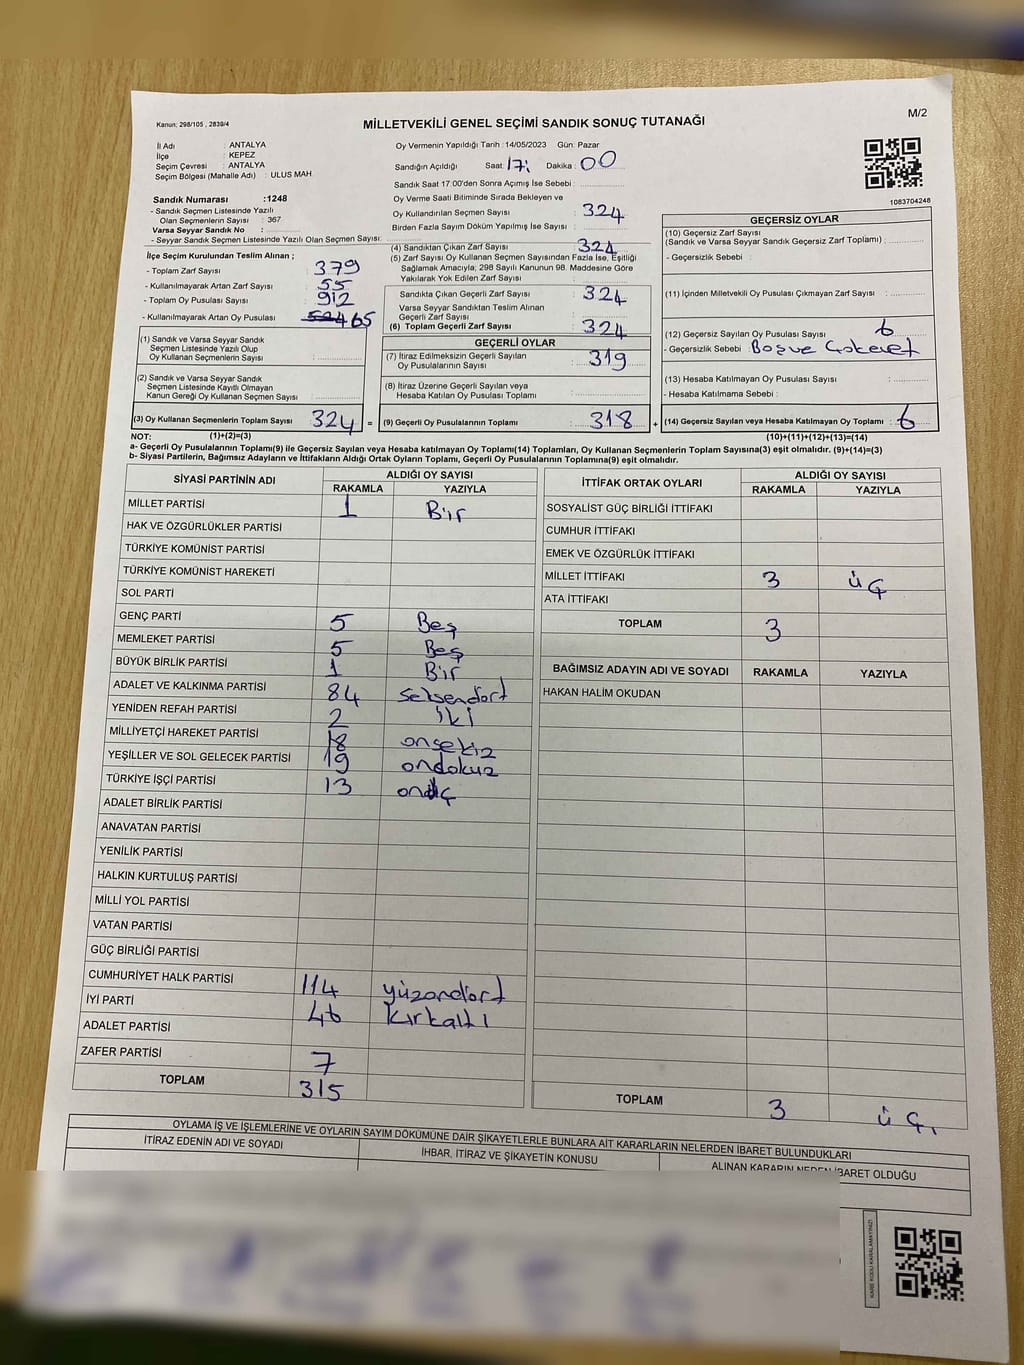 Kanun: 298/105 , 2839/4
MİLLETVEKİLİ GENEL SEÇİMİ SANDIK SONUÇ TUTANAĞI
M/2
İl Adı : ANTALYA
İlçe : KEPEZ
Seçim Çevresi : ANTALYA
Seçim Bölgesi (Mahalle Adı) : ULUS MAH
Sandık Numarası :1248
- Sandık Seçmen Listesinde Yazılı
Olan Seçmenlerin Sayısı : 367
Varsa Seyyar Sandık No :
- Seyyar Sandık Seçmen Listesinde Yazılı Olan Seçmen Sayısı:
İlçe Seçim Kurulundan Teslim Alınan ;
- Toplam Zarf Sayısı : 379
- Kullanılmayarak Artan Zarf Sayısı : 55
- Toplam Oy Pusulası Sayısı : 912
- Kullanılmayarak Artan Oy Pusulası : 65
(1) Sandık ve Varsa Seyyar Sandık
Seçmen Listesinde Yazılı Olup
Oy Kullanan Seçmenlerin Sayısı :
(2) Sandık ve Varsa Seyyar Sandık
Seçmen Listesinde Kayıtlı Olmayan
Kanun Gereği Oy Kullanan Seçmen Sayısı :
(3) Oy Kullanan Seçmenlerin Toplam Sayısı : 324 =
Oy Vermenin Yapıldığı Tarih : 14/05/2023 Gün: Pazar
Sandığın Açıldığı Saat: 17: Dakika : 00
Sandık Saat 17.00'den Sonra Açılmış İse Sebebi :
Oy Verme Saati Bitiminde Sırada Bekleyen ve
Oy Kullandırılan Seçmen Sayısı : 324
Birden Fazla Sayım Döküm Yapılmış İse Sayısı :
(4) Sandıktan Çıkan Zarf Sayısı : 324
(5) Zarf Sayısı Oy Kullanan Seçmen Sayısından Fazla İse, Eşitliği
Sağlamak Amacıyla; 298 Sayılı Kanunun 98. Maddesine Göre
Yakılarak Yok Edilen Zarf Sayısı :
Sandıkta Çıkan Geçerli Zarf Sayısı : 324
Varsa Seyyar Sandıktan Teslim Alınan
Geçerli Zarf Sayısı :
(6) Toplam Geçerli Zarf Sayısı : 324
GEÇERLİ OYLAR
(7) İtiraz Edilmeksizin Geçerli Sayılan
Oy Pusulalarının Sayısı : 319
(8) İtiraz Üzerine Geçerli Sayılan veya
Hesaba Katılan Oy Pusulası Toplamı :
(9) Geçerli Oy Pusulalarının Toplamı : 318 +
1083704248
GEÇERSİZ OYLAR
(10) Geçersiz Zarf Sayısı
(Sandık ve Varsa Seyyar Sandık Geçersiz Zarf Toplamı) :
- Geçersizlik Sebebi :
(11) İçinden Milletvekili Oy Pusulası Çıkmayan Zarf Sayısı :
(12) Geçersiz Sayılan Oy Pusulası Sayısı : 6
- Geçersizlik Sebebi : Boş ve
(13) Hesaba Katılmayan Oy Pusulası Sayısı :
- Hesaba Katılmama Sebebi :
(14) Geçersiz Sayılan veya Hesaba Katılmayan Oy Toplamı : 6
NOT: (1)+(2)=(3)
(10)+(11)+(12)+(13)=(14)
a- Geçerli Oy Pusulalarının Toplamı(9) ile Geçersiz Sayılan veya Hesaba katılmayan Oy Toplamı(14) Toplamları, Oy Kullanan Seçmenlerin Toplam Sayısına(3) eşit olmalıdır. (9)+(14)=(3)
b- Siyasi Partilerin, Bağımsız Adayların ve İttifakların Aldığı Ortak Oyların Toplamı, Geçerli Oy Pusulalarının Toplamına(9) eşit olmalıdır.
SİYASİ PARTİNİN ADI ALDIĞI OY SAYISI
RAKAMLA YAZIYLA
MİLLET PARTİSİ 1 Bir
HAK VE ÖZGÜRLÜKLER PARTİSİ
TÜRKİYE KOMÜNİST PARTİSİ
TÜRKİYE KOMÜNİST HAREKETİ
SOL PARTİ
GENÇ PARTİ 5 Beş
MEMLEKET PARTİSİ 5 Beş
BÜYÜK BİRLİK PARTİSİ 1 Bir
ADALET VE KALKINMA PARTİSİ 84 seksendört
YENİDEN REFAH PARTİSİ 2 iki
MİLLİYETÇİ HAREKET PARTİSİ 18 onsekiz
YEŞİLLER VE SOL GELECEK PARTİSİ 19 ondokuz
TÜRKİYE İŞÇİ PARTİSİ 13 onüç
ADALET BİRLİK PARTİSİ
ANAVATAN PARTİSİ
YENİLİK PARTİSİ
HALKIN KURTULUŞ PARTİSİ
MİLLİ YOL PARTİSİ
VATAN PARTİSİ
GÜÇ BİRLİĞİ PARTİSİ
CUMHURİYET HALK PARTİSİ 114 yüzondört
İYİ PARTİ 46 kırkaltı
ADALET PARTİSİ
ZAFER PARTİSİ 7
TOPLAM 315
İTTİFAK ORTAK OYLARI ALDIĞI OY SAYISI
RAKAMLA YAZIYLA
SOSYALİST GÜÇ BİRLİĞİ İTTİFAKI
CUMHUR İTTİFAKI
EMEK VE ÖZGÜRLÜK İTTİFAKI
MİLLET İTTİFAKI 3 üç
ATA İTTİFAKI
TOPLAM 3
BAĞIMSIZ ADAYIN ADI VE SOYADI RAKAMLA YAZIYLA
HAKAN HALİM OKUDAN
TOPLAM 3 üç
OYLAMA İŞ VE İŞLEMLERİNE VE OYLARIN SAYIM DÖKÜMÜNE DAİR ŞİKAYETLERLE BUNLARA AİT KARARLARIN NELERDEN İBARET BULUNDUKLARI
İTİRAZ EDENİN ADI VE SOYADI İHBAR, İTİRAZ VE ŞİKAYETİN KONUSU ALINAN KARARIN NEDEN İBARET OLDUĞU
KARE KODU KARALAMAYINIZ!